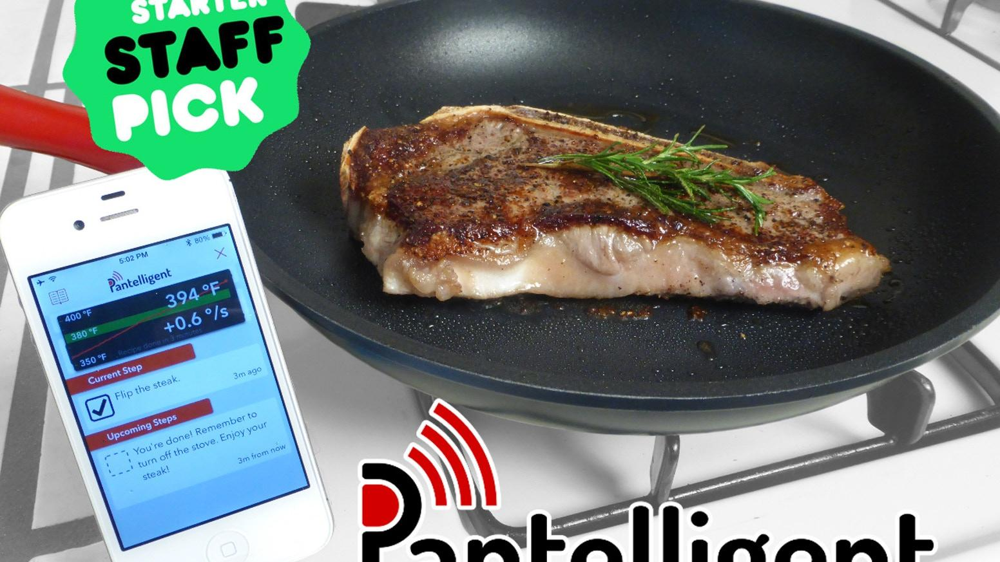 STARTER
STAFF
PICK
80%
5:02 PM
Pantelligent
400 °F
394 °F
380 °F
+0.6 °/s
Recipe done in 3 minutes
350 °F
Current Step
Flip the steak.
3m ago
Upcoming Steps
You're done! Remember to
turn off the stove. Enjoy your
steak!
3m from now
Pantelligent